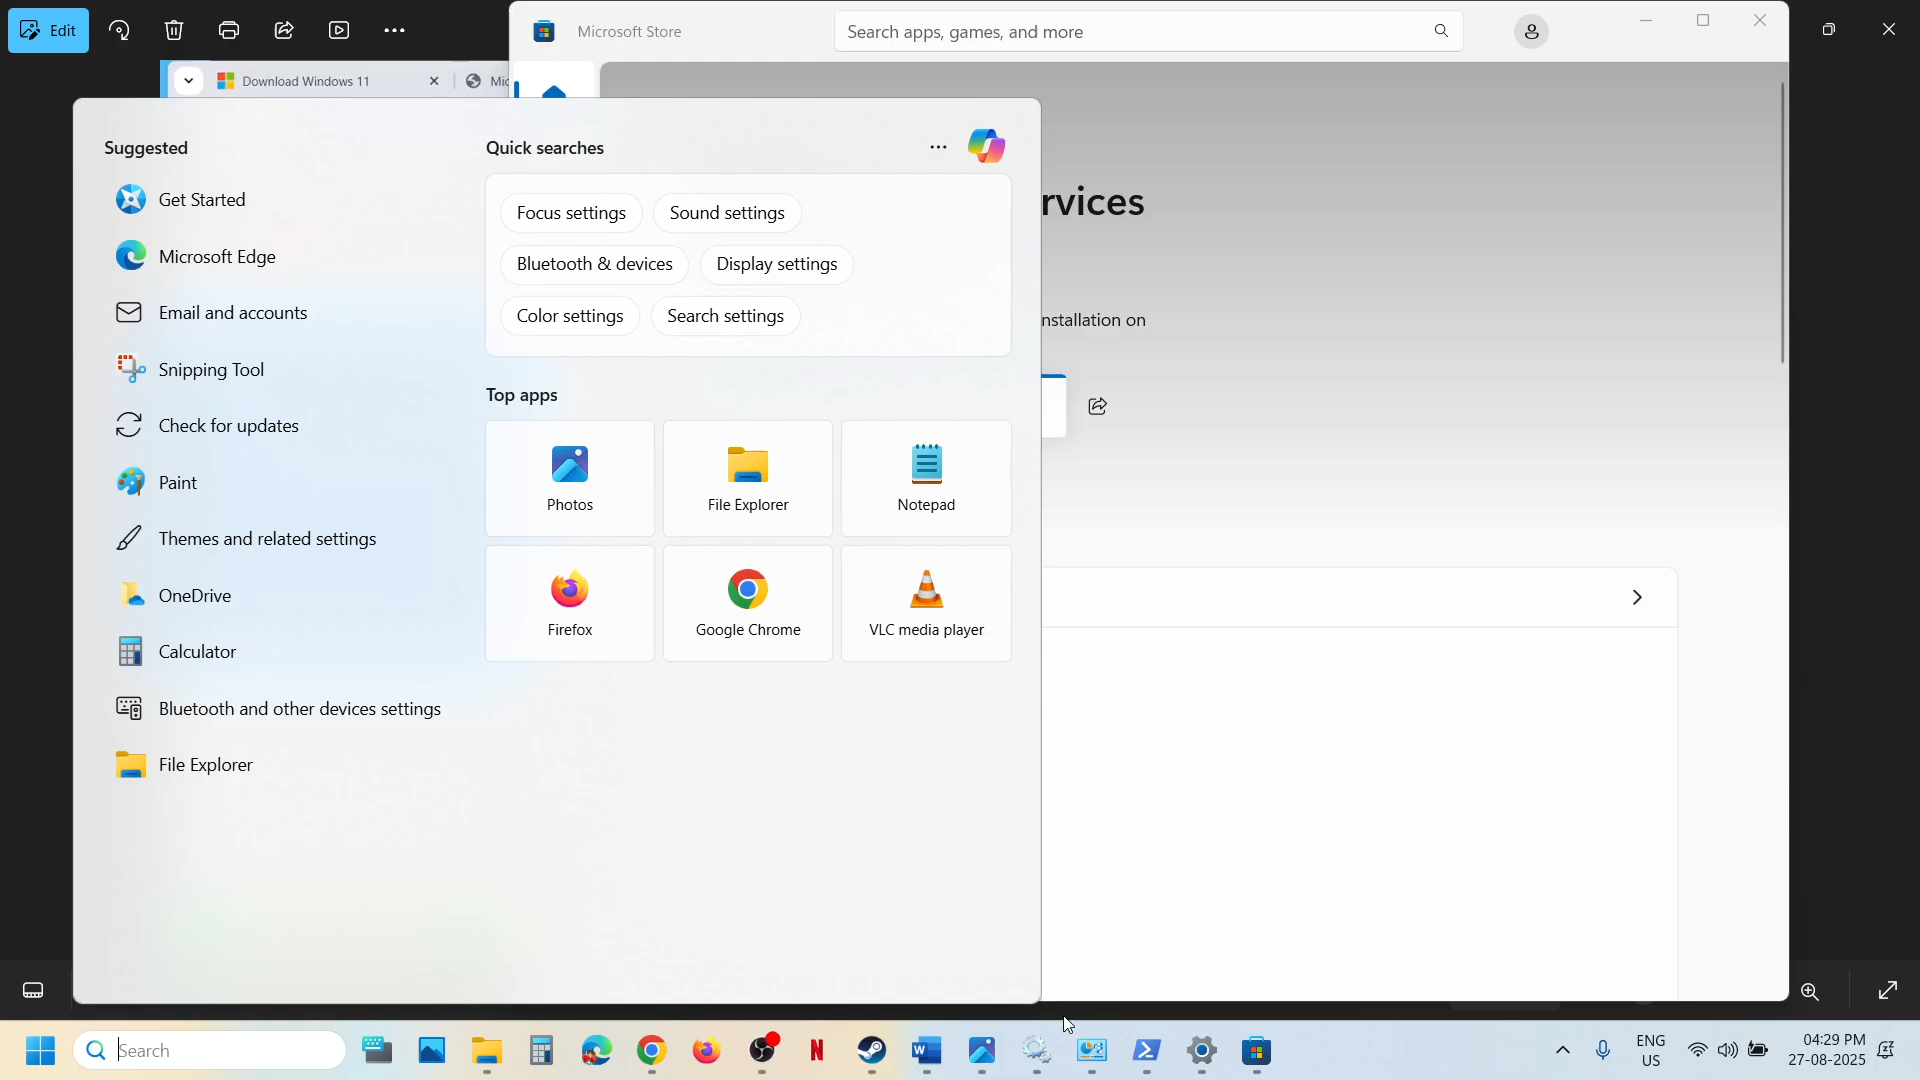 Edit
Microsoft Store
Search apps, games, and more
Download Windows 11
Mic
Suggested
Get Started
Microsoft Edge
Email and accounts
Snipping Tool
Check for updates
Paint
Themes and related settings
OneDrive
Calculator
Bluetooth and other devices settings
File Explorer
Quick searches
Focus settings
Sound settings
Bluetooth & devices
Display settings
Color settings
Search settings
Top apps
Photos
File Explorer
Notepad
Firefox
Google Chrome
VLC media player
rvices
nstallation on
Search
ENG
US
04:29 PM
27-08-2025